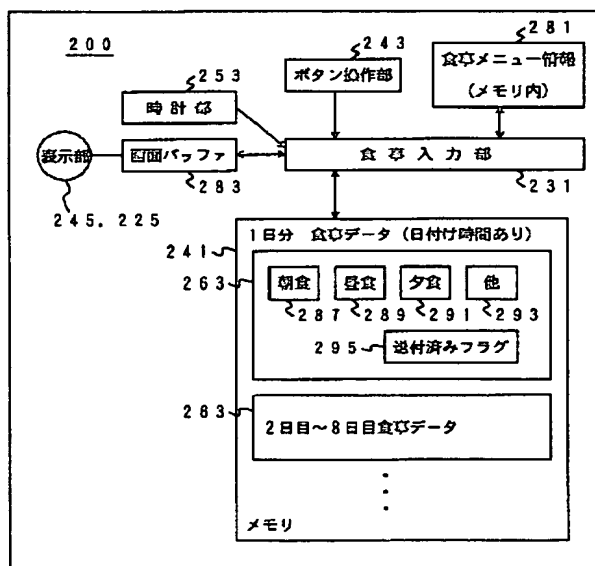 200
281
243
食事メニュー情報
(メモリ内)
ボタン操作部
253
時計部
表示部
画面バッファ
食事入力部
283
231
245, 225
1日分 食事データ (日付け時間あり)
241
263
朝食
昼食
夕食
他
287
289
291
293
295
送付済みフラグ
263
2日目~8日目食事データ
メモリ